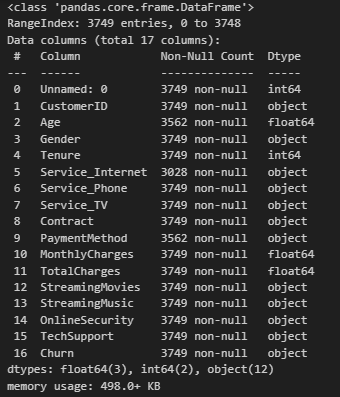 <class 'pandas.core.frame.DataFrame'>
RangeIndex: 3749 entries, 0 to 3748
Data columns (total 17 columns):
 #   Column            Non-Null Count  Dtype
---  ------            --------------  -----
 0   Unnamed: 0        3749 non-null   int64
 1   CustomerID        3749 non-null   object
 2   Age               3562 non-null   float64
 3   Gender            3749 non-null   object
 4   Tenure            3749 non-null   int64
 5   Service_Internet  3028 non-null   object
 6   Service_Phone     3749 non-null   object
 7   Service_TV        3749 non-null   object
 8   Contract          3749 non-null   object
 9   PaymentMethod     3562 non-null   object
 10  MonthlyCharges    3749 non-null   float64
 11  TotalCharges      3749 non-null   float64
 12  StreamingMovies   3749 non-null   object
 13  StreamingMusic    3749 non-null   object
 14  OnlineSecurity    3749 non-null   object
 15  TechSupport       3749 non-null   object
 16  Churn             3749 non-null   object
dtypes: float64(3), int64(2), object(12)
memory usage: 498.0+ KB